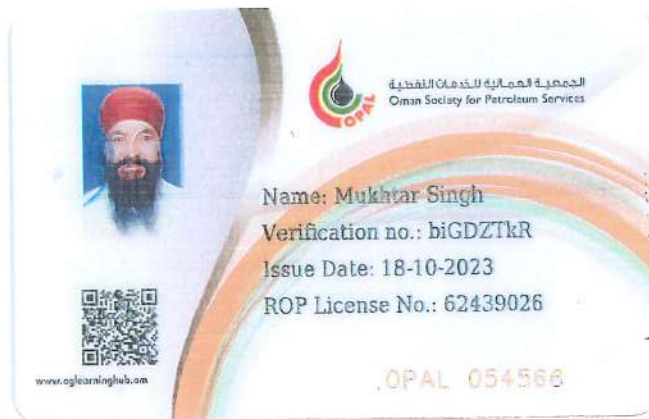 OPAL
الجمعية العمانية للخدمات النفطية
Oman Society for Petroleum Services
Name: Mukhtar Singh
Verification no.: biGDZTkR
Issue Date: 18-10-2023
ROP License No.: 62439026
www.oglearninghub.om
OPAL 054566